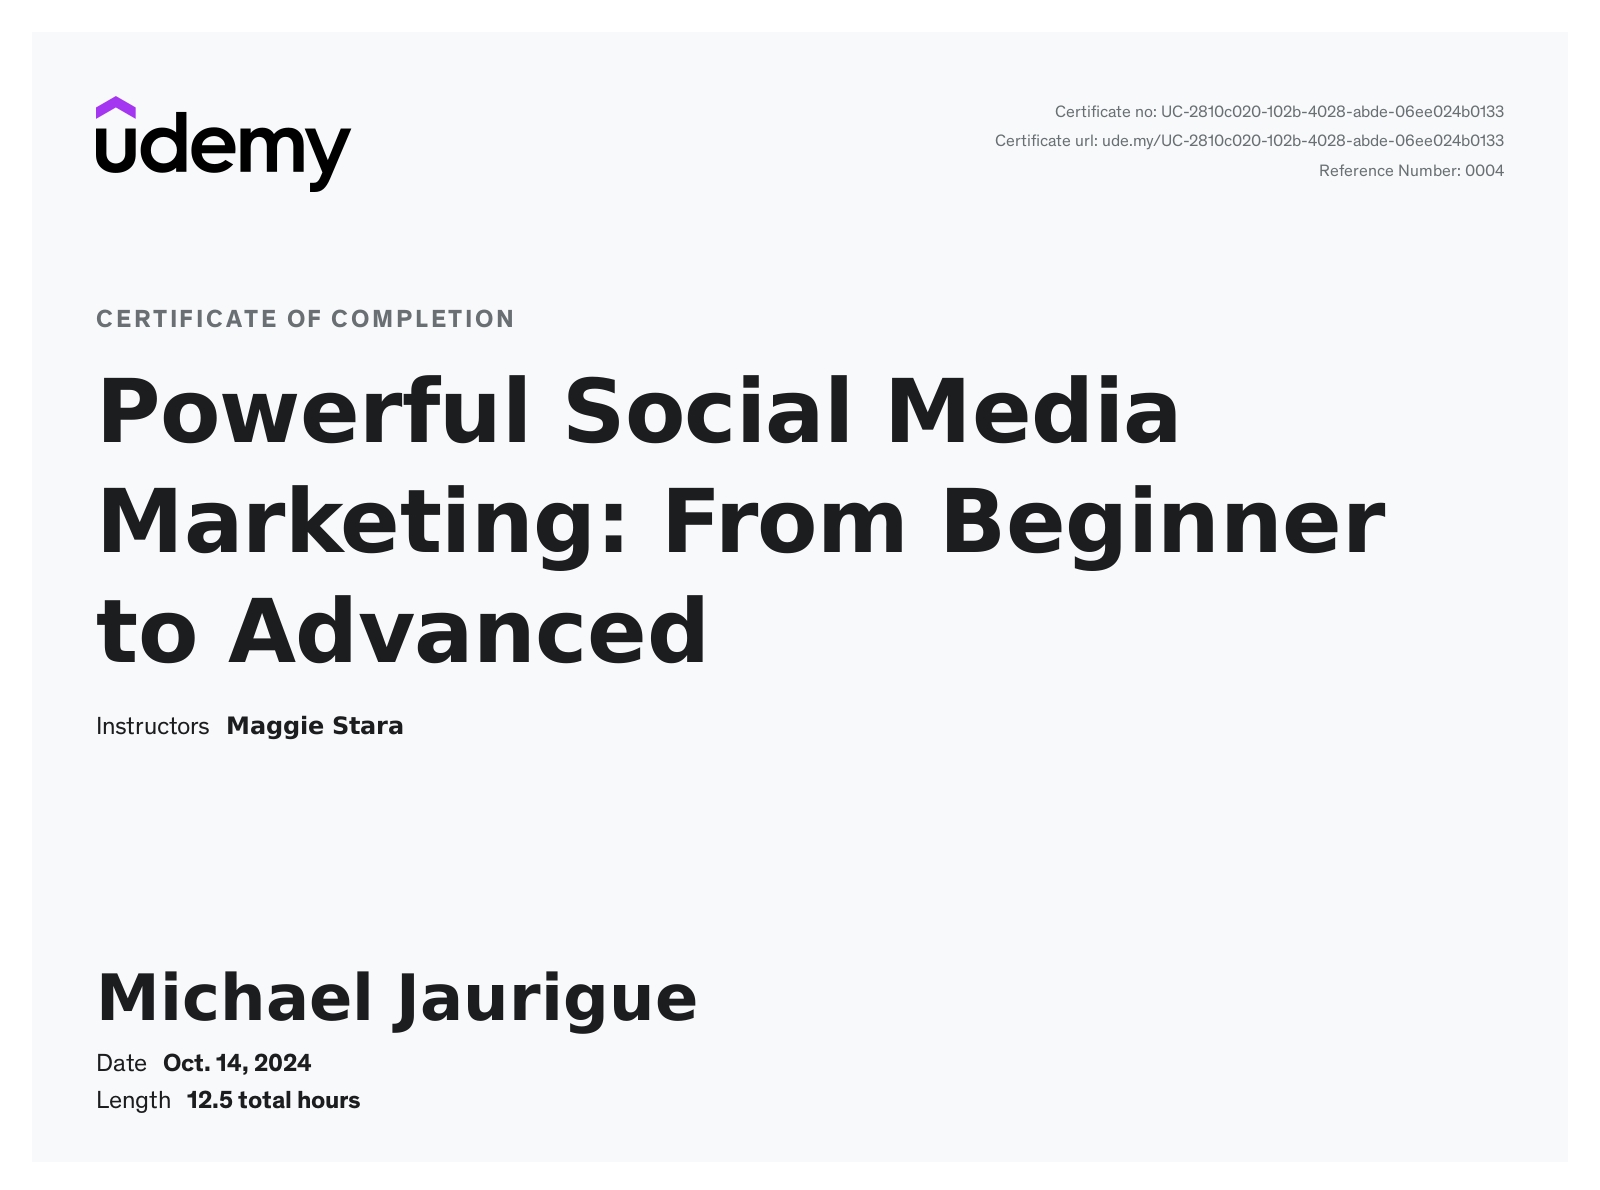 udemy
Certificate no: UC-2810c020-102b-4028-abde-06ee024b0133
Certificate url: ude.my/UC-2810c020-102b-4028-abde-06ee024b0133
Reference Number: 0004
CERTIFICATE OF COMPLETION
Powerful Social Media
Marketing: From Beginner
to Advanced
Instructors Maggie Stara
Michael Jaurigue
Date Oct. 14, 2024
Length 12.5 total hours